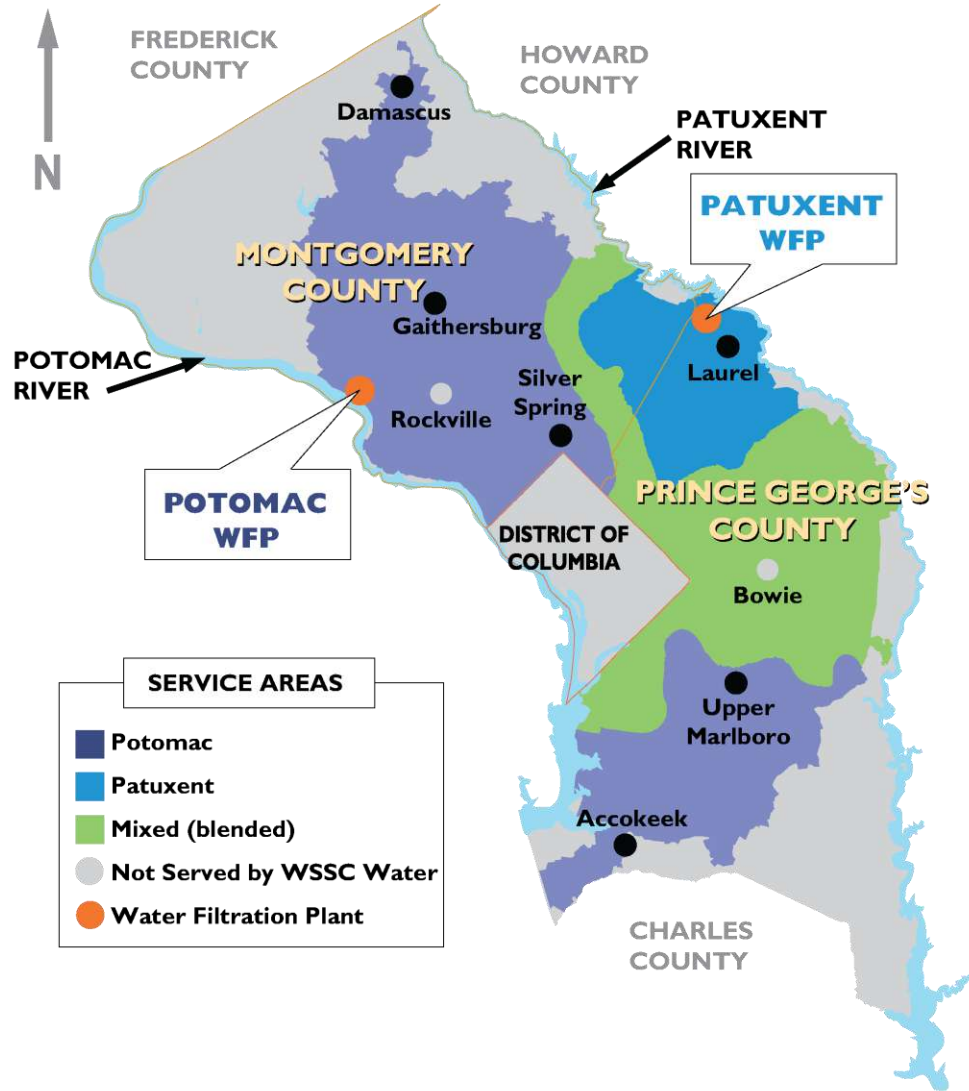 FREDERICK
COUNTY
HOWARD
COUNTY
N
Damascus
PATUXENT
RIVER
PATUXENT
WFP
MONTGOMERY
COUNTY
Gaithersburg
POTOMAC
RIVER
Laurel
Silver
Spring
Rockville
POTOMAC
WFP
PRINCE GEORGE'S
COUNTY
DISTRICT OF
COLUMBIA
Bowie
SERVICE AREAS
Potomac
Patuxent
Mixed (blended)
Not Served by WSSC Water
Water Filtration Plant
Upper
Marlboro
Accokeek
CHARLES
COUNTY